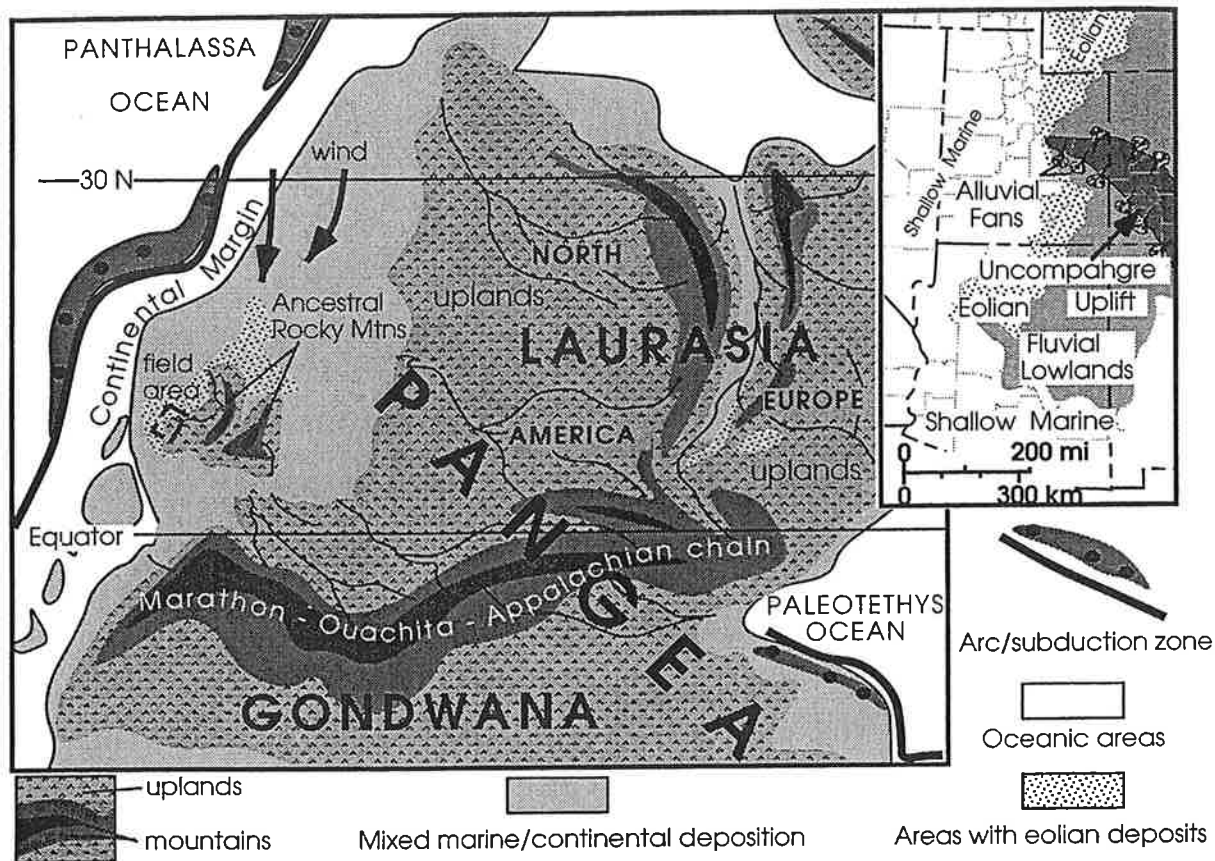 PANTHALASSA
OCEAN
wind
30 N
Continental Margin
NORTH
uplands
Ancestral
Rocky Mtns
LAURASIA
field
area
PANGEA
EUROPE
AMERICA
uplands
Equator
Marathon - Ouachita - Appalachian chain
PALEOTETHYS
OCEAN
GONDWANA
Eolian
Shallow Marine
Alluvial
Fans
Uncompahgre
Uplift
Eolian
Fluvial
Lowlands
Shallow Marine
0 200 mi
0 300 km
Arc/subduction zone
Oceanic areas
uplands
mountains
Mixed marine/continental deposition
Areas with eolian deposits